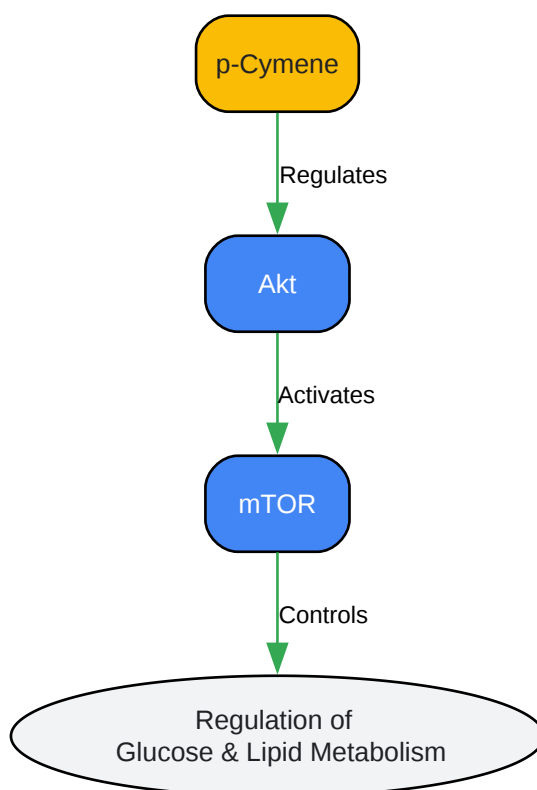 p-Cymene
Regulates
Akt
Activates
mTOR
Controls
Regulation of
Glucose & Lipid Metabolism